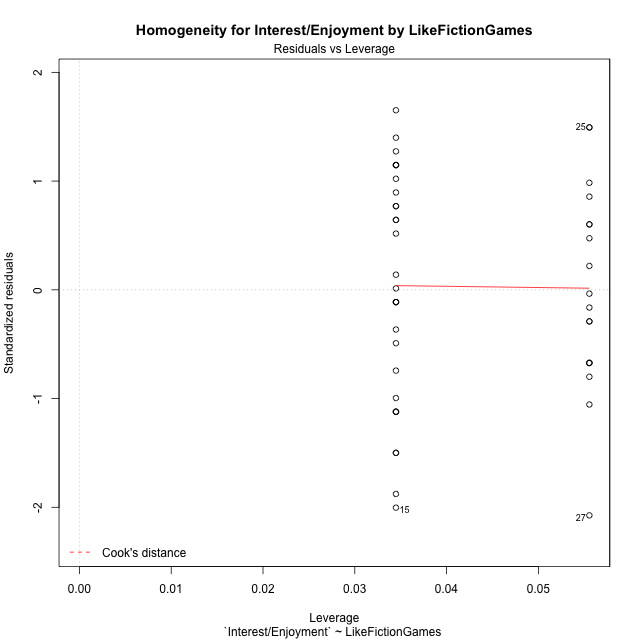 Homogeneity for Interest/Enjoyment by LikeFictionGames
Residuals vs Leverage
2
1
0
-1
-2
Standardized residuals
25
15
27
Cook's distance
0.00 0.01 0.02 0.03 0.04 0.05
Leverage
`Interest/Enjoyment` ~ LikeFictionGames